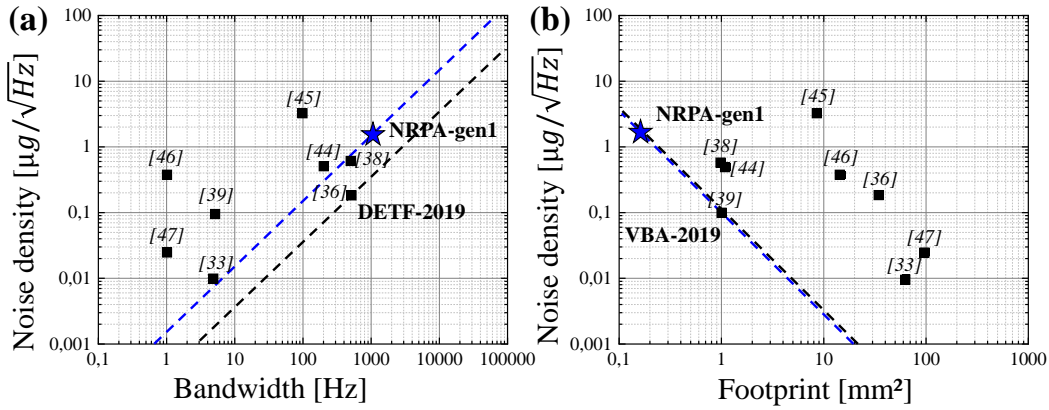 (a)
Noise density [µg/√Hz]
100
10
1
0,1
0,01
0,001
[45]
NRPA-gen1
[46]
[44]
[38]
[39]
[36]
DETF-2019
[47]
[33]
0,1 1 10 100 1000 10000 100000
Bandwidth [Hz]
(b)
Noise density [µg/√Hz]
100
10
1
0,1
0,01
0,001
[45]
NRPA-gen1
[38]
[44]
[46]
[36]
[39]
VBA-2019
[47]
[33]
0,1 1 10 100 1000
Footprint [mm²]